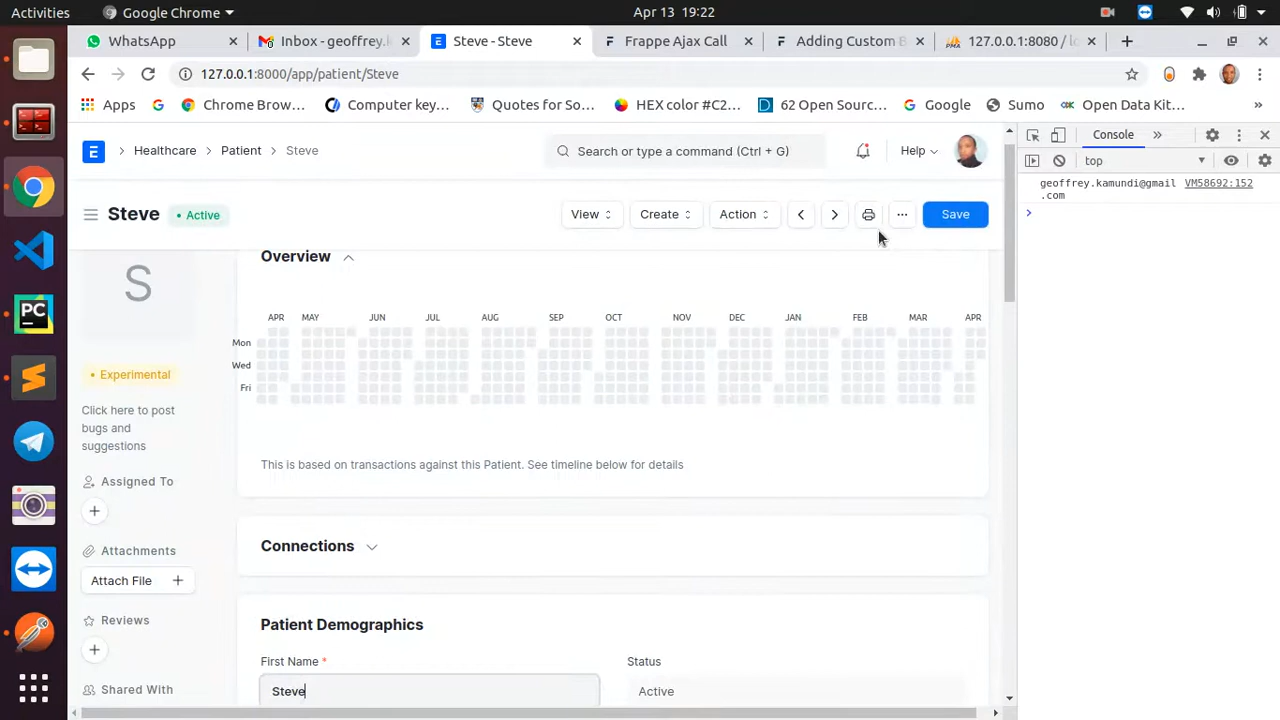 Activities
Google Chrome
Apr 13 19:22
WhatsApp
Inbox - geoffrey.k
Steve - Steve
Frappe Ajax Call
Adding Custom B
127.0.0.1:8080 / lo
127.0.0.1:8000/app/patient/Steve
Apps
Chrome Brow...
Computer key...
Quotes for So...
HEX color #C2...
62 Open Sourc...
Google
Sumo
Open Data Kit...
Healthcare
Patient
Steve
Search or type a command (Ctrl + G)
Help
Console
top
geoffrey.kamundi@gmail
.com
VM58692:152
Steve
Active
View
Create
Action
Save
S
Experimental
Click here to post
bugs and
suggestions
Assigned To
Attachments
Attach File
Reviews
Shared With
Overview
APR MAY JUN JUL AUG SEP OCT NOV DEC JAN FEB MAR APR
Mon
Wed
Fri
This is based on transactions against this Patient. See timeline below for details
Connections
Patient Demographics
First Name *
Steve
Status
Active